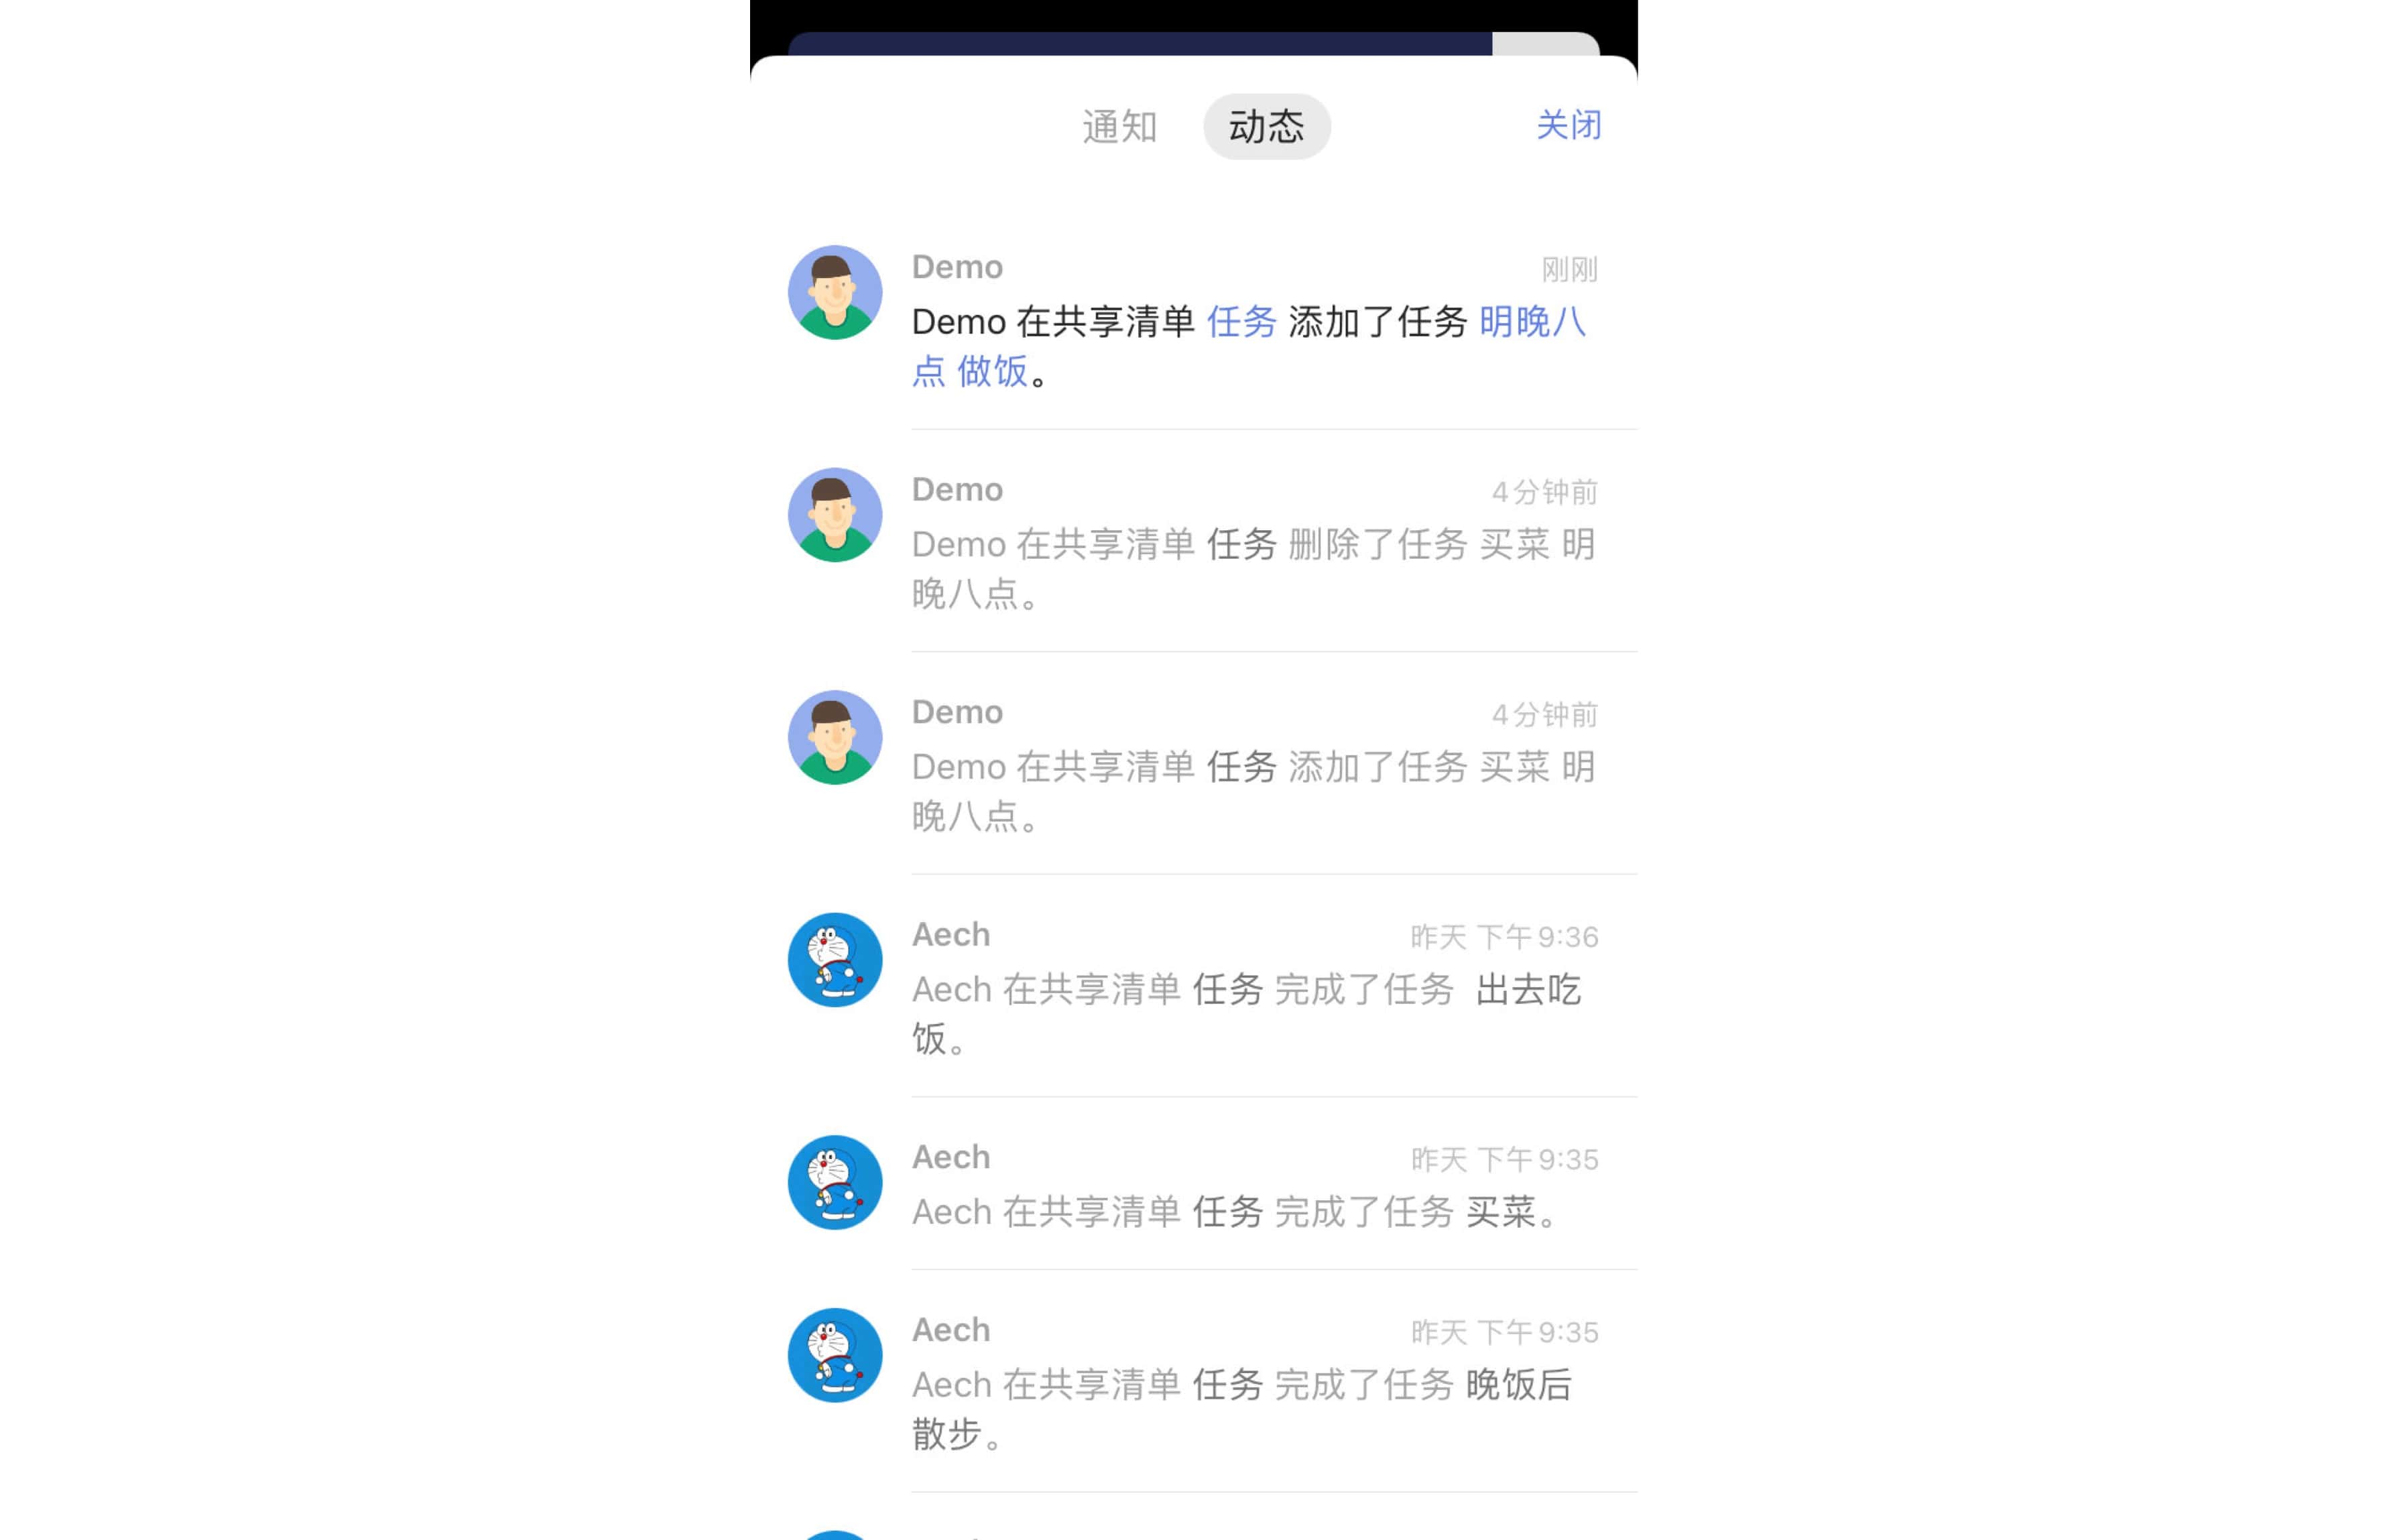 通知 动态 关闭
Demo 刚刚
Demo 在共享清单 任务 添加了任务 明晚八
点 做饭。
Demo 4分钟前
Demo 在共享清单 任务 删除了任务 买菜 明
晚八点。
Demo 4分钟前
Demo 在共享清单 任务 添加了任务 买菜 明
晚八点。
Aech 昨天 下午9:36
Aech 在共享清单 任务 完成了任务 出去吃
饭。
Aech 昨天 下午9:35
Aech 在共享清单 任务 完成了任务 买菜。
Aech 昨天 下午9:35
Aech 在共享清单 任务 完成了任务 晚饭后
散步。